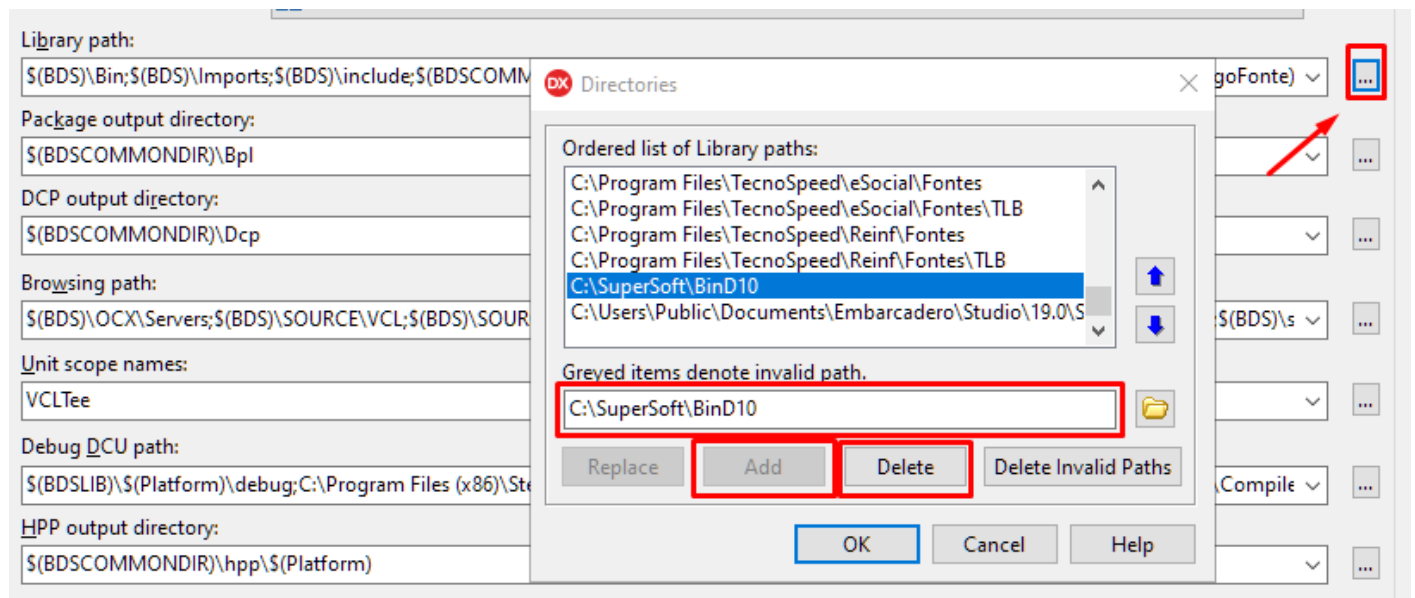 Library path:
$(BDS)\Bin;$(BDS)\Imports;$(BDS)\include;$(BDSCOMM
goFonte)
...
Package output directory:
$(BDSCOMMONDIR)\Bpl
...
DCP output directory:
$(BDSCOMMONDIR)\Dcp
...
Browsing path:
$(BDS)\OCX\Servers;$(BDS)\SOURCE\VCL;$(BDS)\SOUR
;$(BDS)\s
...
Unit scope names:
VCLTee
...
Debug DCU path:
$(BDSLIB)\$(Platform)\debug;C:\Program Files (x86)\Ste
\Compile
...
HPP output directory:
$(BDSCOMMONDIR)\hpp\$(Platform)
...
DX Directories
Ordered list of Library paths:
C:\Program Files\TecnoSpeed\eSocial\Fontes
C:\Program Files\TecnoSpeed\eSocial\Fontes\TLB
C:\Program Files\TecnoSpeed\Reinf\Fontes
C:\Program Files\TecnoSpeed\Reinf\Fontes\TLB
C:\SuperSoft\BinD10
C:\Users\Public\Documents\Embarcadero\Studio\19.0\S
Greyed items denote invalid path.
C:\SuperSoft\BinD10
Replace Add Delete Delete Invalid Paths
OK Cancel Help